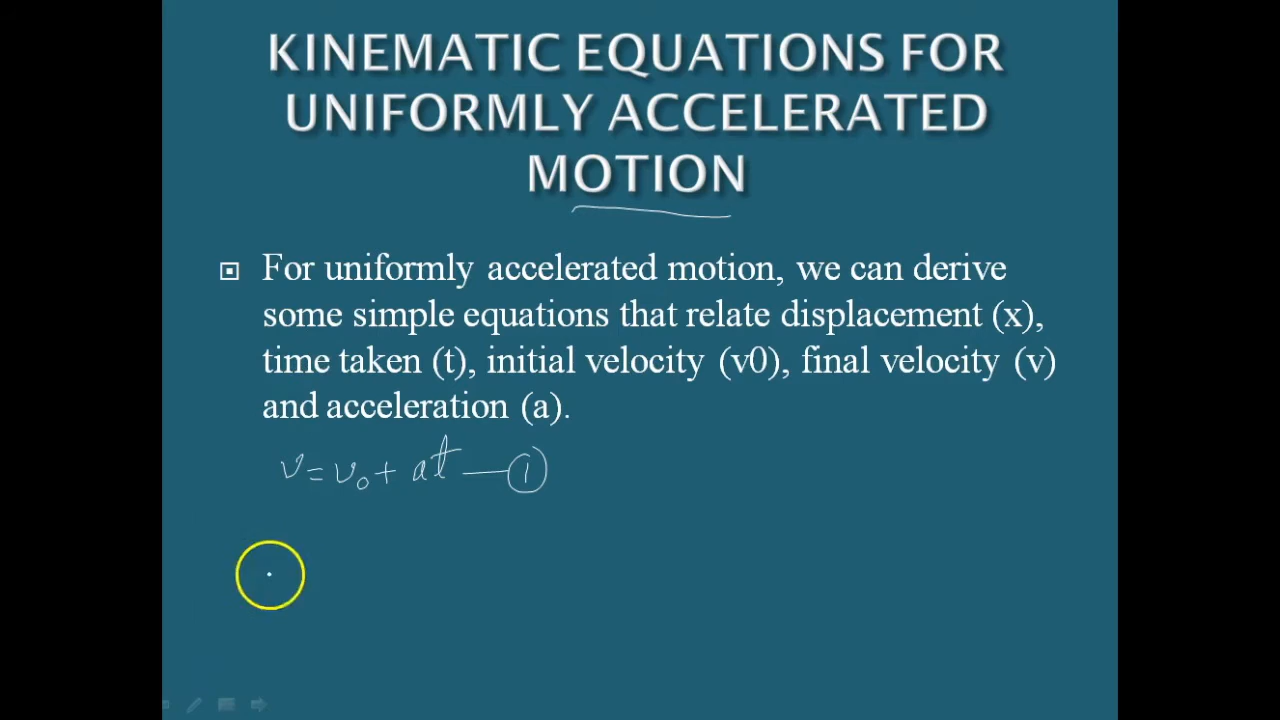 KINEMATIC EQUATIONS FOR
UNIFORMLY ACCELERATED
MOTION
For uniformly accelerated motion, we can derive
some simple equations that relate displacement (x),
time taken (t), initial velocity (v0), final velocity (v)
and acceleration (a).
v = v₀ + at — ①